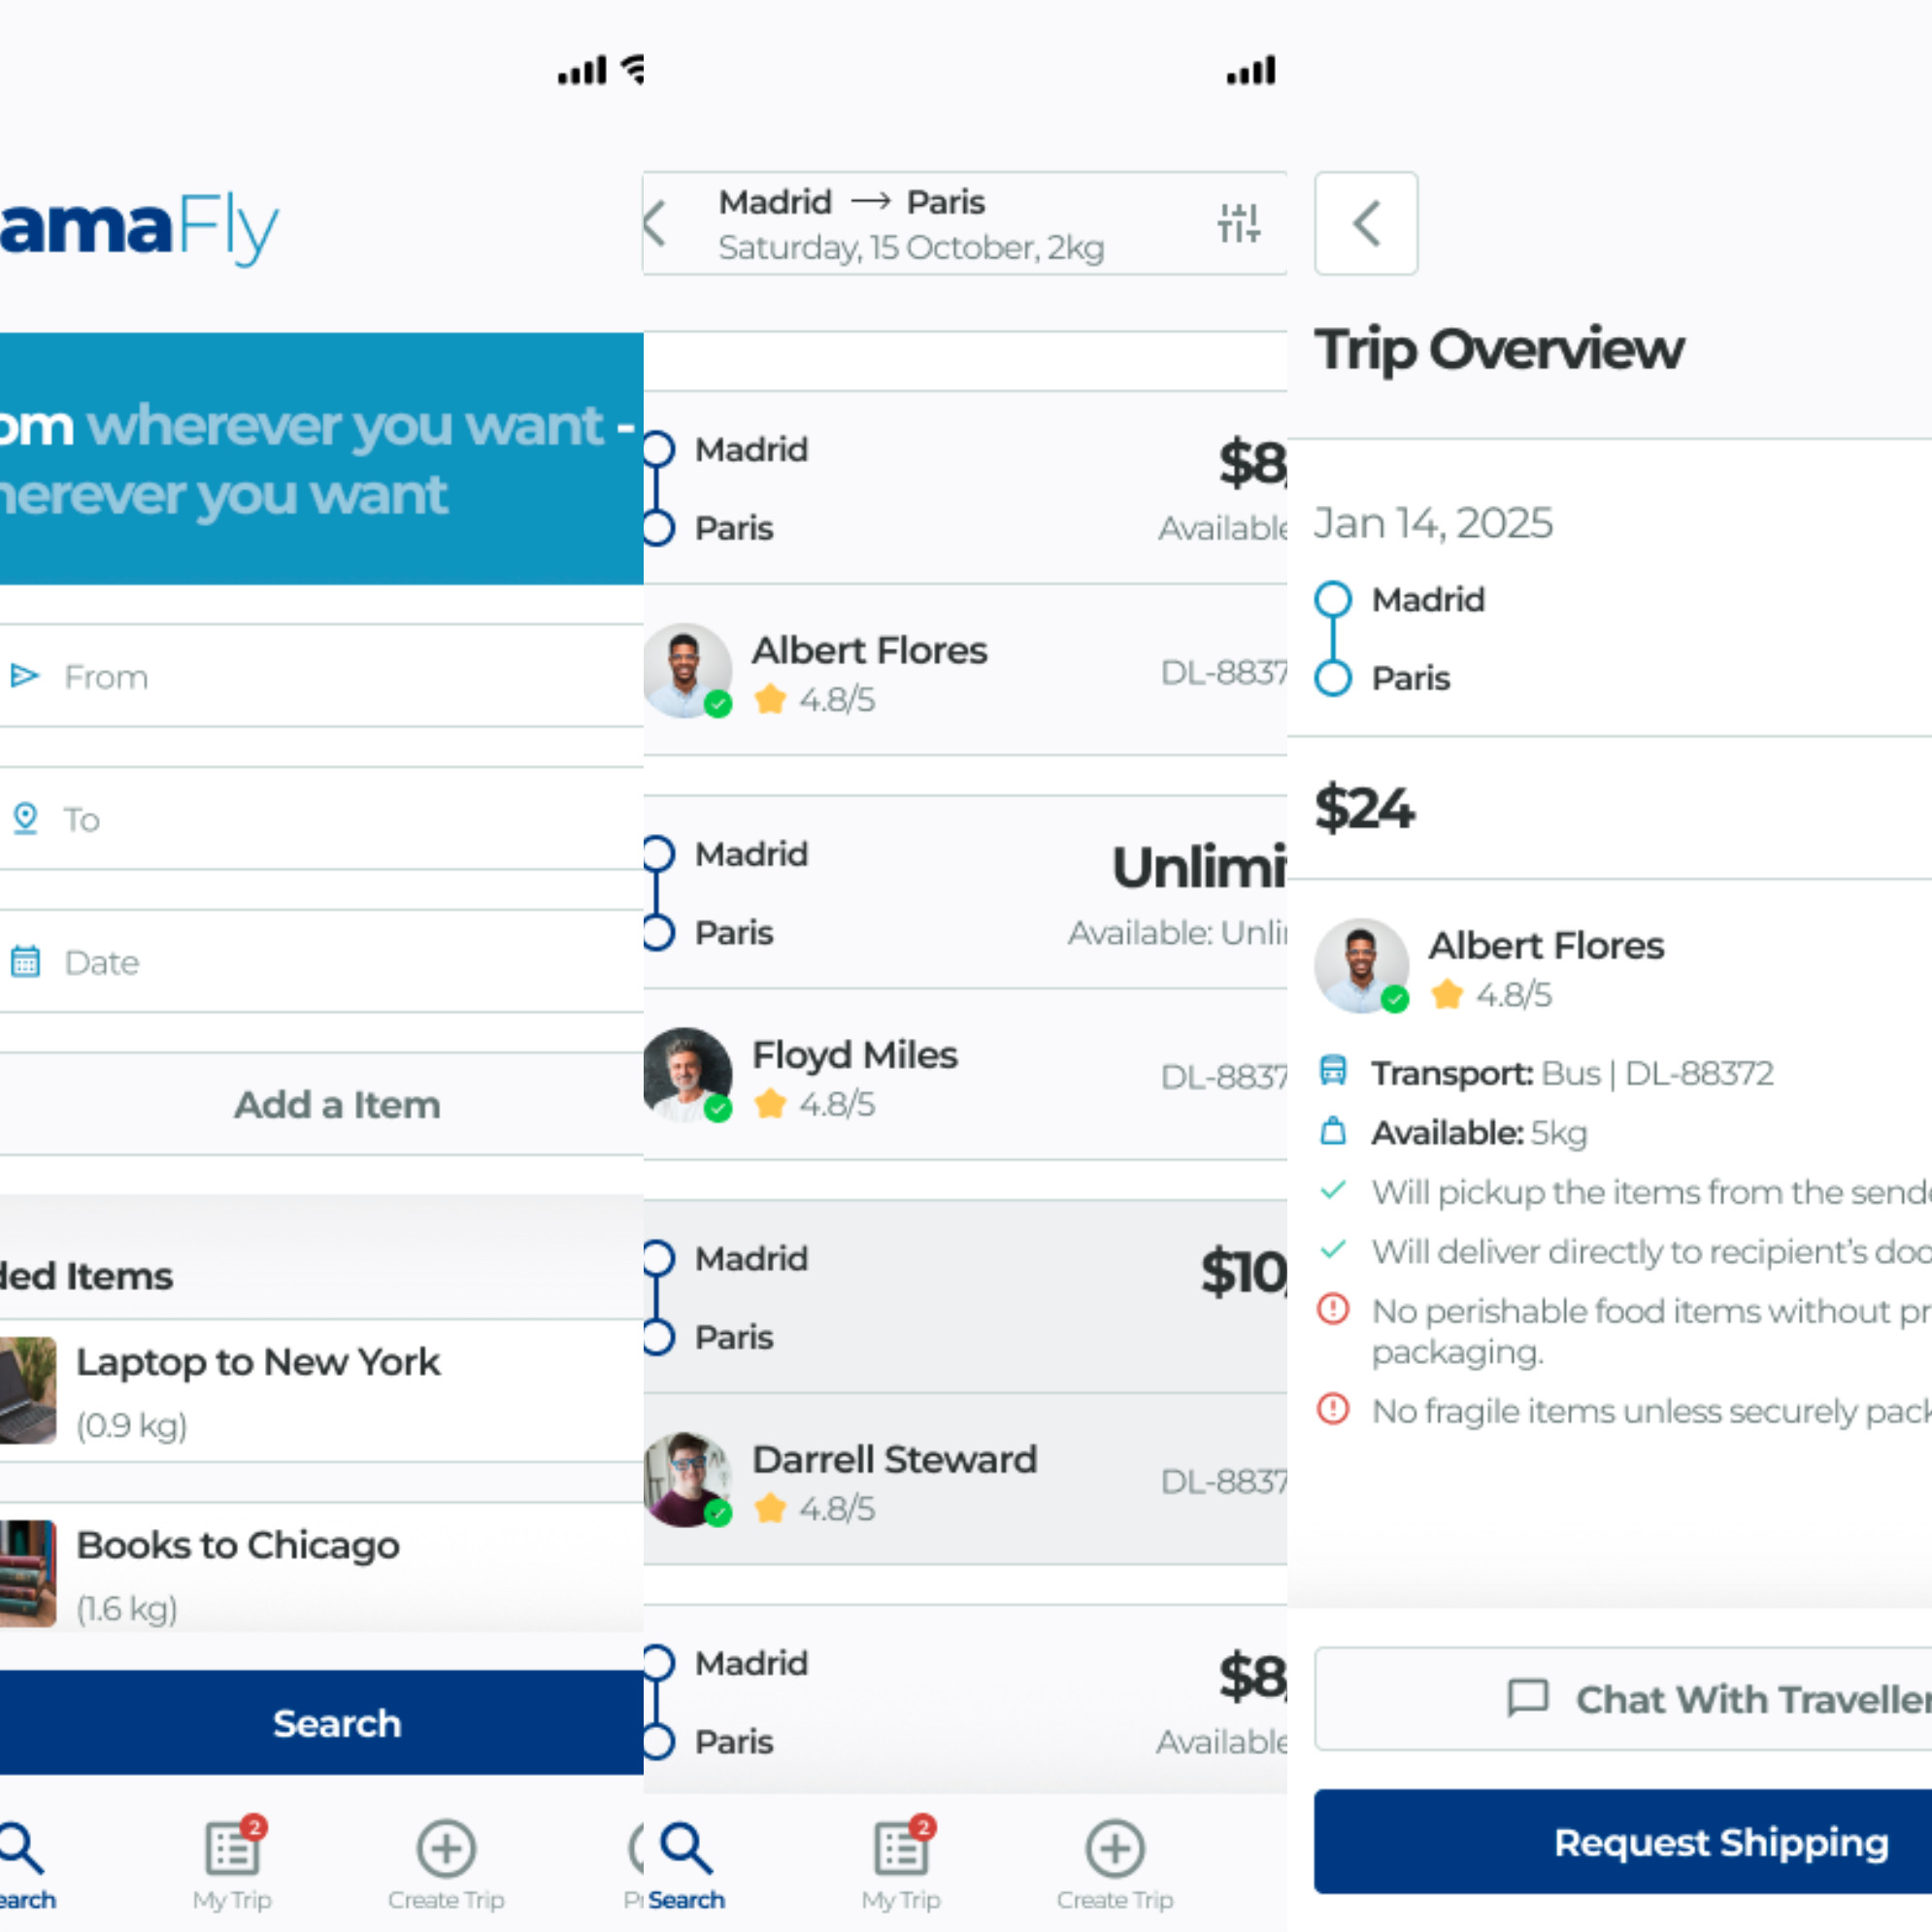 amaFly
om wherever you want -
herever you want
From
To
Date
Add a Item
ded Items
Laptop to New York
(0.9 kg)
Books to Chicago
(1.6 kg)
Search
earch
2
My Trip
Create Trip
Pr
Madrid → Paris
Saturday, 15 October, 2kg
Madrid
$8,
Paris
Available
Albert Flores
4.8/5
DL-8837
Madrid
Unlimi
Paris
Available: Unlin
Floyd Miles
4.8/5
DL-8837
Madrid
$10,
Paris
Darrell Steward
4.8/5
DL-8837
Madrid
$8,
Paris
Available
Search
2
My Trip
Create Trip
Trip Overview
Jan 14, 2025
Madrid
Paris
$24
Albert Flores
4.8/5
Transport: Bus | DL-88372
Available: 5kg
Will pickup the items from the sende
Will deliver directly to recipient's doo
No perishable food items without pr
packaging.
No fragile items unless securely pack
Chat With Traveller
Request Shipping